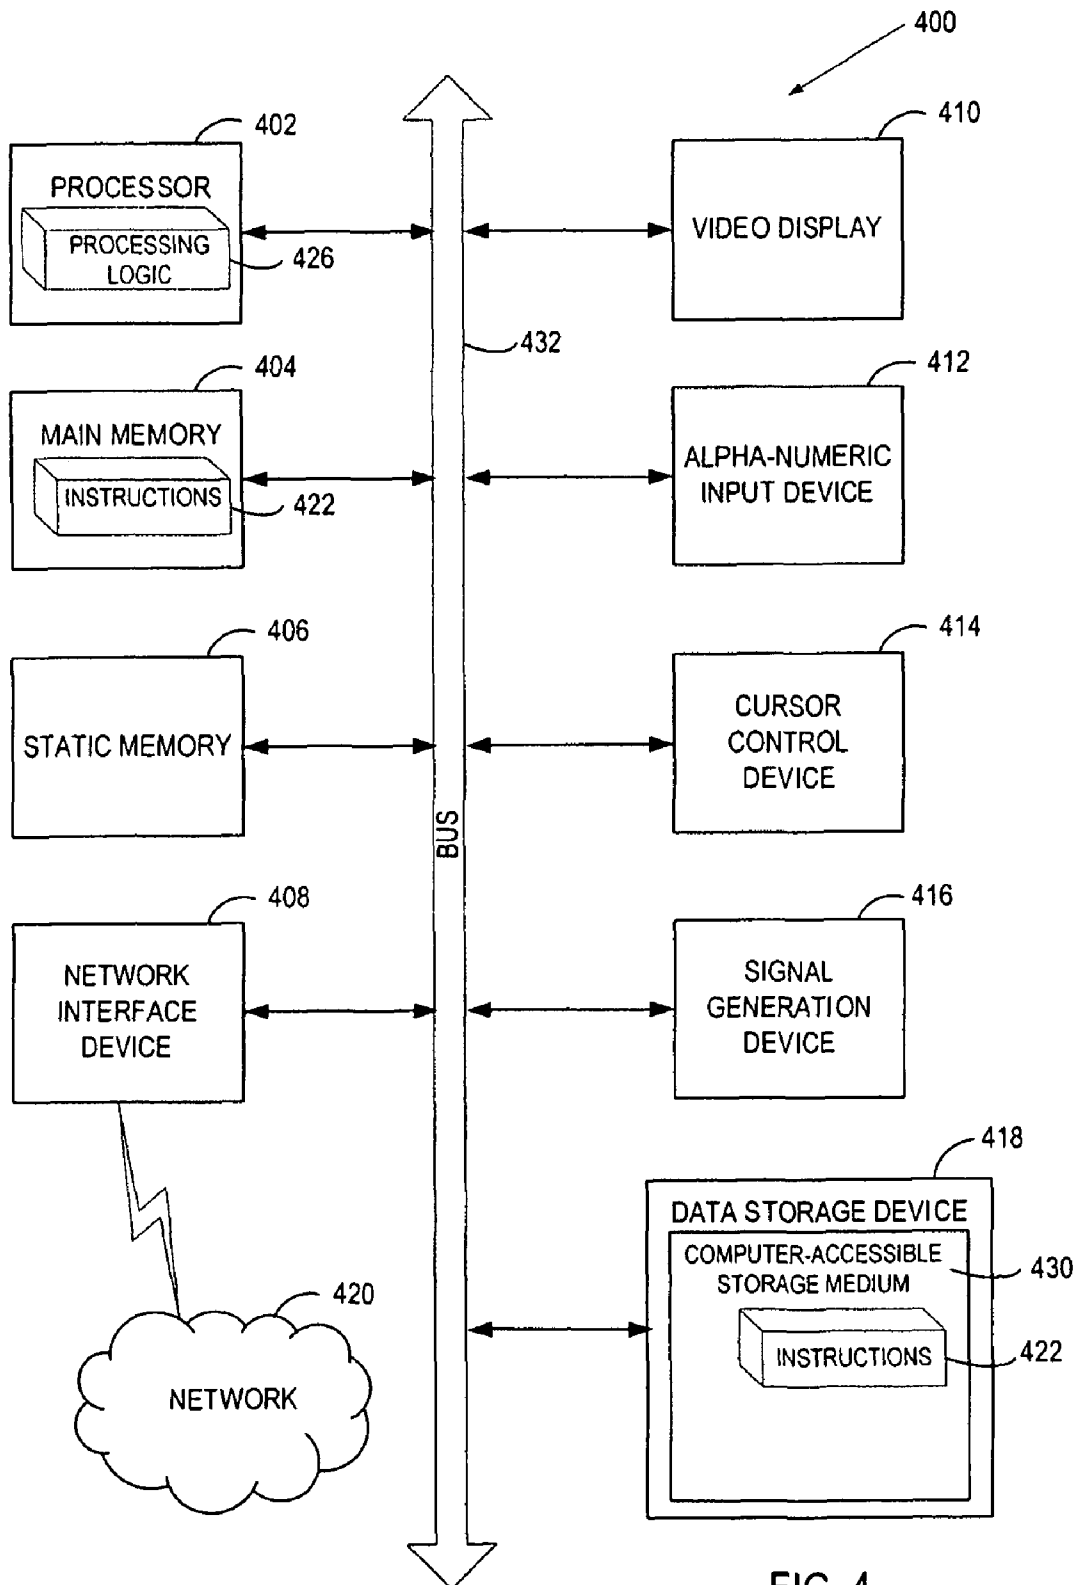 400
402
PROCESSOR
PROCESSING
LOGIC
426
410
VIDEO DISPLAY
432
404
MAIN MEMORY
INSTRUCTIONS
422
412
ALPHA-NUMERIC
INPUT DEVICE
406
STATIC MEMORY
414
CURSOR
CONTROL
DEVICE
BUS
408
NETWORK
INTERFACE
DEVICE
416
SIGNAL
GENERATION
DEVICE
418
DATA STORAGE DEVICE
COMPUTER-ACCESSIBLE
STORAGE MEDIUM
430
INSTRUCTIONS
422
420
NETWORK
FIG. 4